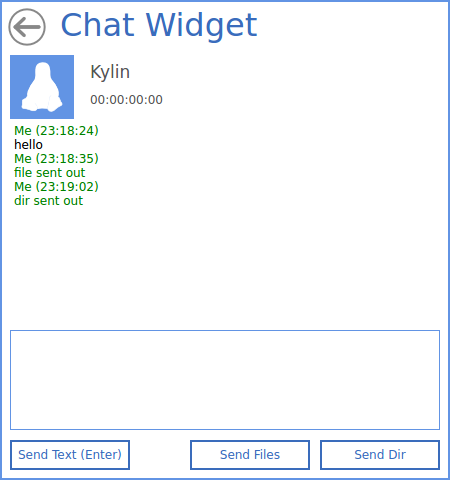 Chat Widget
Kylin
00:00:00:00
Me (23:18:24)
hello
Me (23:18:35)
file sent out
Me (23:19:02)
dir sent out
Send Text (Enter)
Send Files
Send Dir